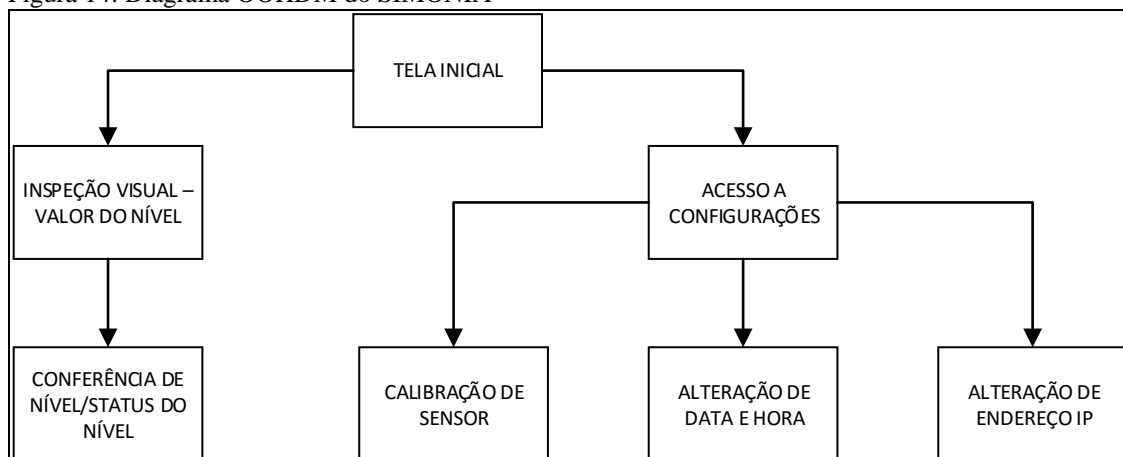 TELA INICIAL
INSPEÇÃO VISUAL –
VALOR DO NÍVEL
ACESSO A
CONFIGURAÇÕES
CONFERÊNCIA DE
NÍVEL/STATUS DO
NÍVEL
CALIBRAÇÃO DE
SENSOR
ALTERAÇÃO DE
DATA E HORA
ALTERAÇÃO DE
ENDEREÇO IP